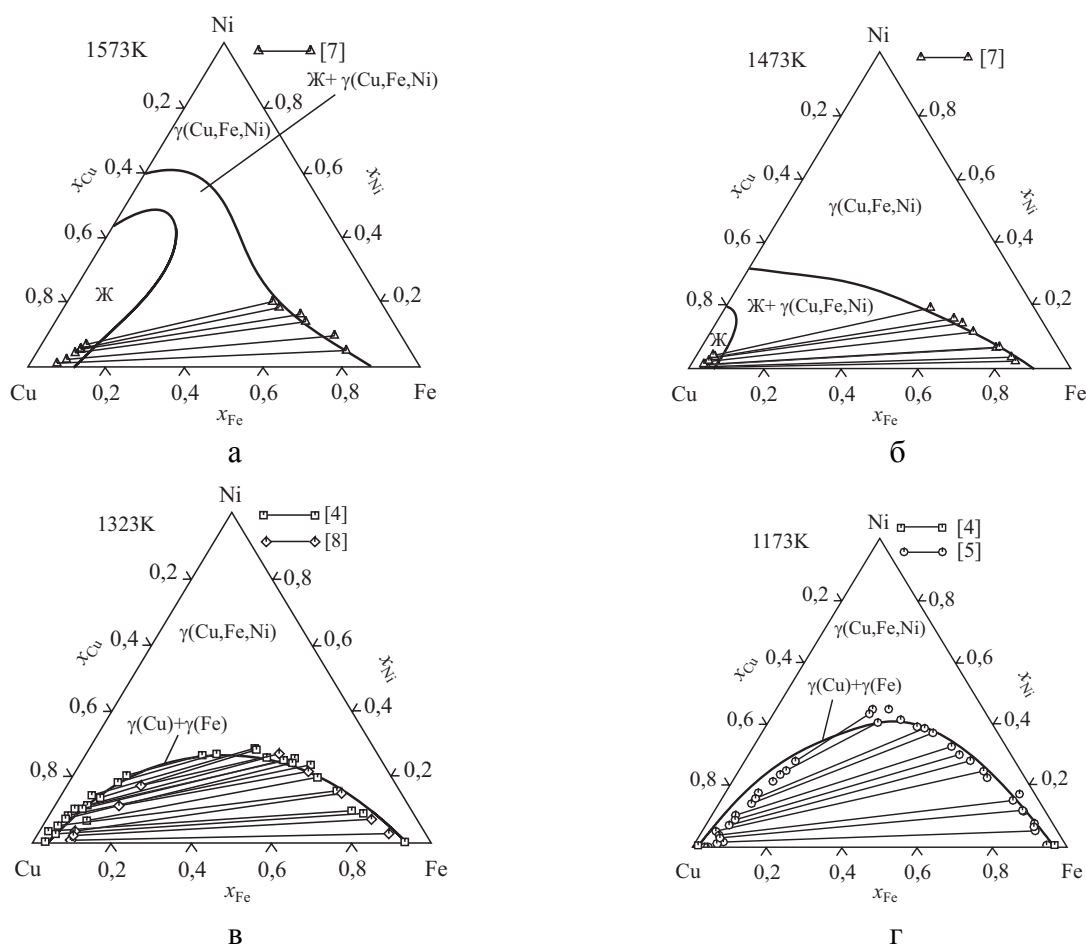 Ni
1573K
[7]
Ж+ γ(Cu,Fe,Ni)
0,2
0,8
γ(Cu,Fe,Ni)
0,4
0,6
xCu
xNi
0,6
0,4
Ж
0,8
0,2
Cu
0,2
0,4
0,6
0,8
Fe
xFe
а
Ni
1473K
[7]
0,2
0,8
0,4
0,6
xCu
xNi
γ(Cu,Fe,Ni)
0,6
0,4
0,8
Ж+ γ(Cu,Fe,Ni)
0,2
Ж
Cu
0,2
0,4
0,6
0,8
Fe
xFe
б
Ni
1323K
[4]
[8]
0,2
0,8
γ(Cu,Fe,Ni)
0,4
0,6
xCu
xNi
0,6
0,4
γ(Cu)+γ(Fe)
0,8
0,2
Cu
0,2
0,4
0,6
0,8
Fe
xFe
в
Ni
1173K
[4]
[5]
0,2
0,8
γ(Cu,Fe,Ni)
0,4
0,6
xCu
xNi
γ(Cu)+γ(Fe)
0,6
0,4
0,8
0,2
Cu
0,2
0,4
0,6
0,8
Fe
xFe
г